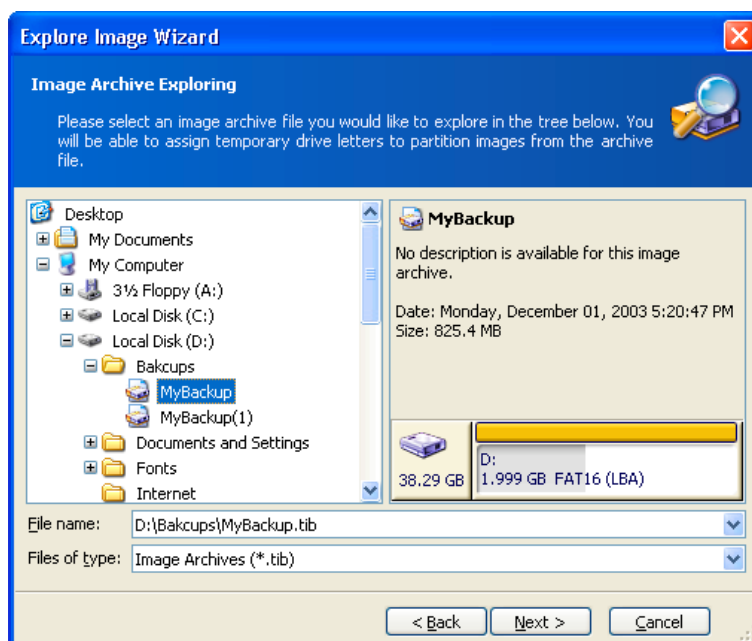 Explore Image Wizard
Image Archive Exploring
Please select an image archive file you would like to explore in the tree below. You
will be able to assign temporary drive letters to partition images from the archive
file.
Desktop
My Documents
My Computer
3½ Floppy (A:)
Local Disk (C:)
Local Disk (D:)
Bakcups
MyBackup
MyBackup(1)
Documents and Settings
Fonts
Internet
MyBackup
No description is available for this image
archive.
Date: Monday, December 01, 2003 5:20:47 PM
Size: 825.4 MB
38.29 GB
D:
1.999 GB FAT16 (LBA)
File name: D:\Bakcups\MyBackup.tib
Files of type: Image Archives (*.tib)
< Back
Next >
Cancel